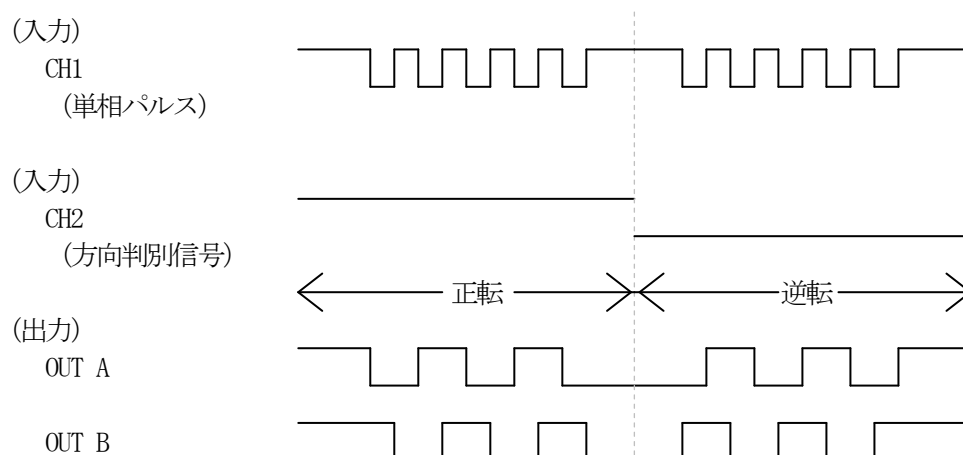 (入力)
CH1
(単相パルス)
(入力)
CH2
(方向判別信号)
正転 逆転
(出力)
OUT A
OUT B